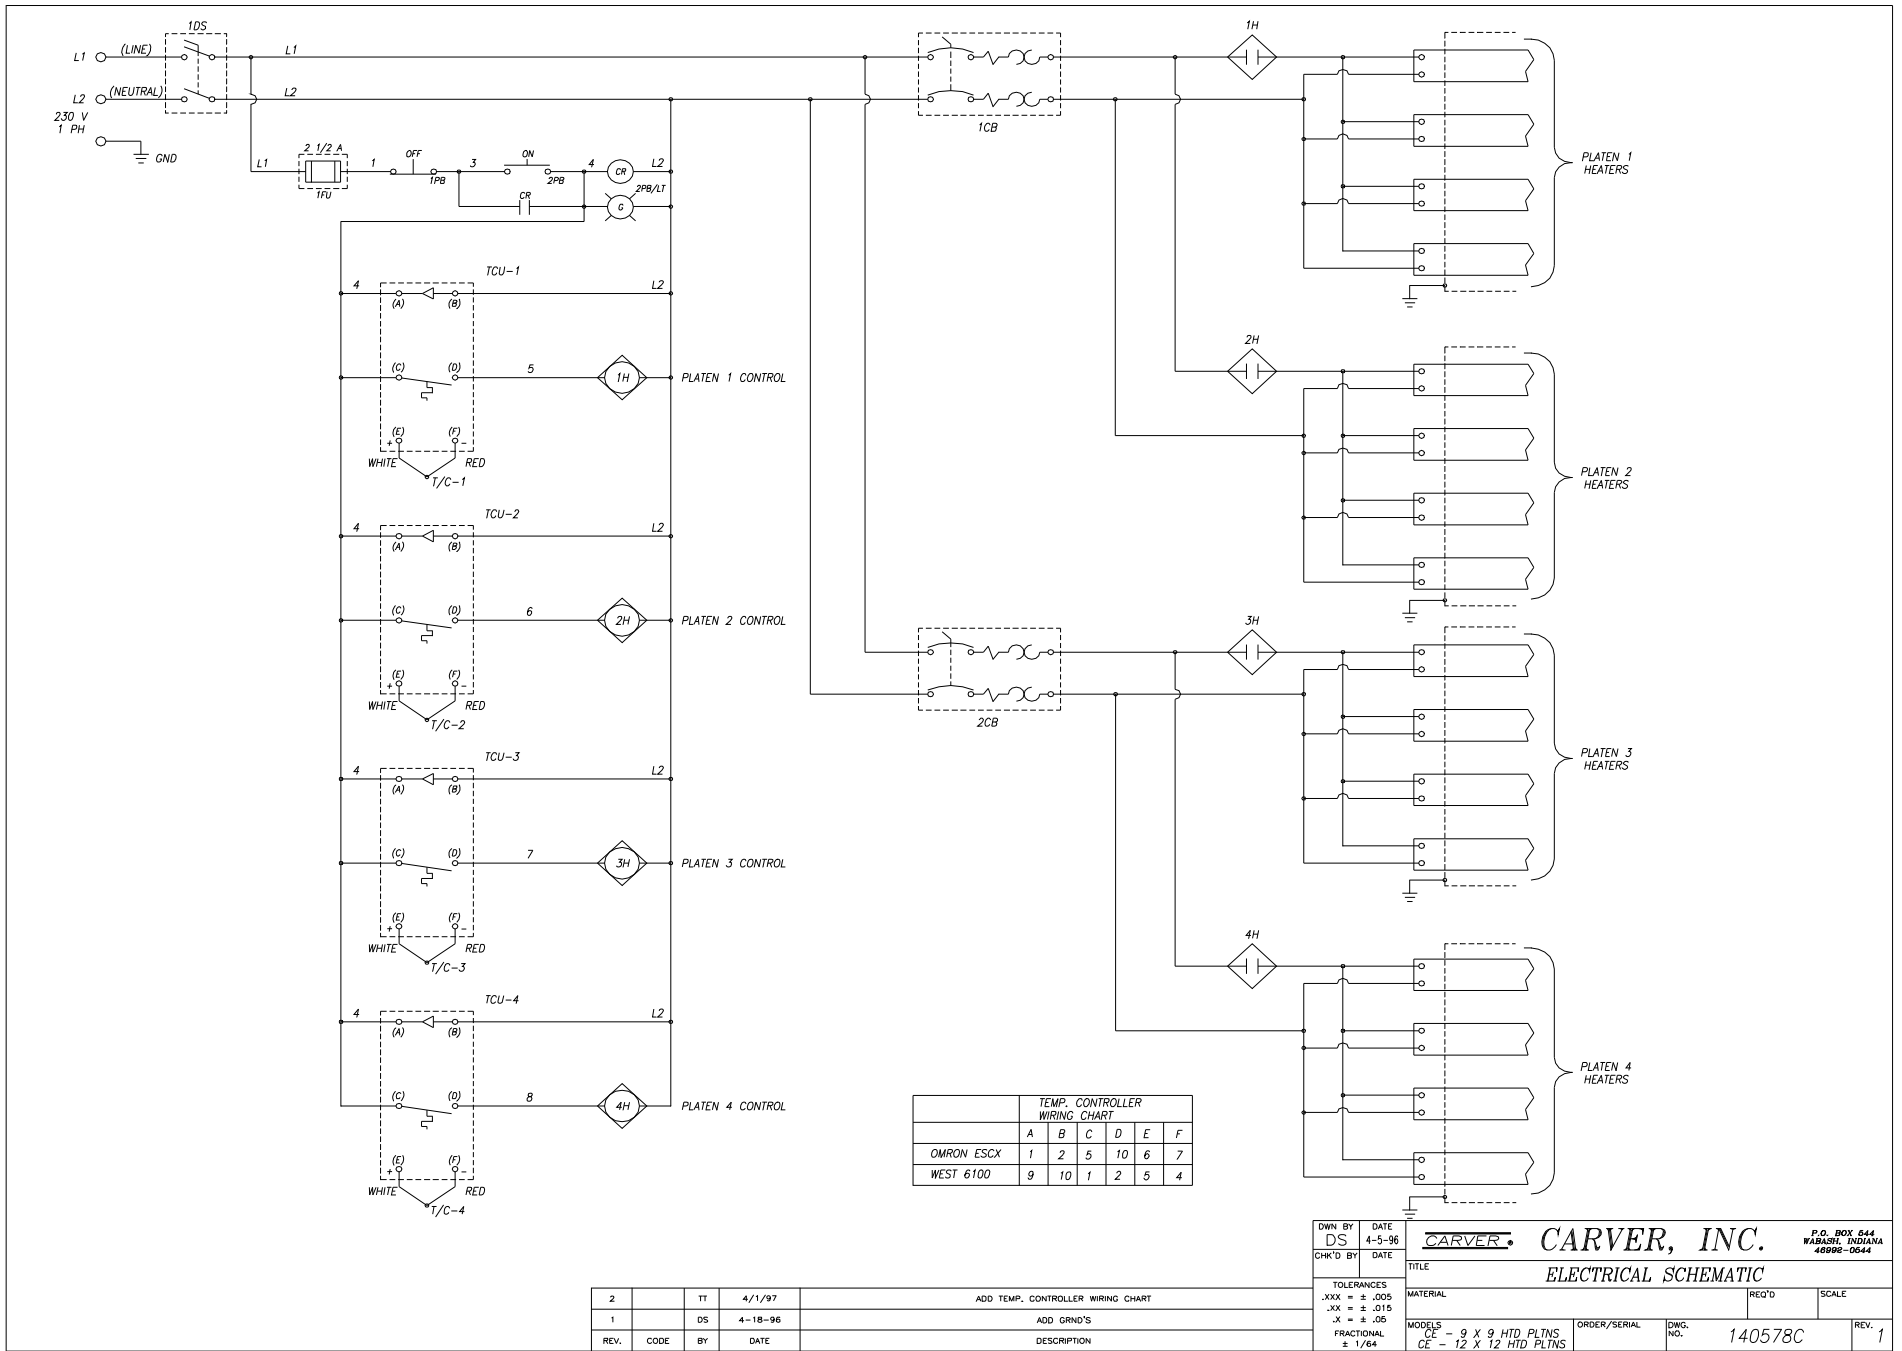 1DS
L1 (LINE)
L1
L2 (NEUTRAL)
L2
230 V
1 PH
GND
L1
2 1/2 A
1FU
1
OFF
1PB
3
ON
2PB
4
CR
L2
CR
G
2PB/LT
TCU-1
4
(A)
(B)
L2
(C)
(D)
5
1H
PLATEN 1 CONTROL
(E)
(F)
+
-
WHITE
RED
T/C-1
TCU-2
4
(A)
(B)
L2
(C)
(D)
6
2H
PLATEN 2 CONTROL
(E)
(F)
+
-
WHITE
RED
T/C-2
TCU-3
4
(A)
(B)
L2
(C)
(D)
7
3H
PLATEN 3 CONTROL
(E)
(F)
+
-
WHITE
RED
T/C-3
TCU-4
4
(A)
(B)
L2
(C)
(D)
8
4H
PLATEN 4 CONTROL
(E)
(F)
+
-
WHITE
RED
T/C-4
1CB
1H
PLATEN 1
HEATERS
2H
PLATEN 2
HEATERS
2CB
3H
PLATEN 3
HEATERS
4H
PLATEN 4
HEATERS
TEMP. CONTROLLER
WIRING CHART
A B C D E F
OMRON ESCX 1 2 5 10 6 7
WEST 6100 9 10 1 2 5 4
2 TT 4/1/97 ADD TEMP. CONTROLLER WIRING CHART
1 DS 4-18-96 ADD GRND'S
REV. CODE BY DATE DESCRIPTION
DWN BY DATE
DS 4-5-96
CHK'D BY DATE
TOLERANCES
.XXX = ± .005
.XX = ± .015
.X = ± .05
FRACTIONAL
± 1/64
CARVER ®
CARVER, INC.
P.O. BOX 544
WABASH, INDIANA
46992-0544
TITLE
ELECTRICAL SCHEMATIC
MATERIAL
REQ'D
SCALE
MODELS
CE - 9 X 9 HTD PLTNS
CE - 12 X 12 HTD PLTNS
ORDER/SERIAL
DWG.
NO.
140578C
REV.
1